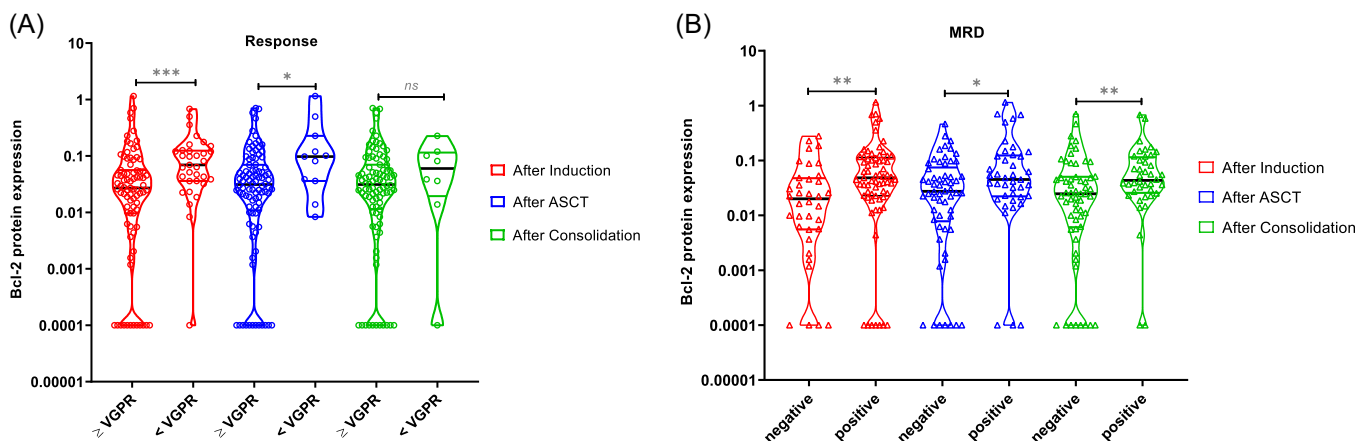 (A)
Response
Bcl-2 protein expression
10
1
0.1
0.01
0.001
0.0001
0.00001
***
*
ns
≥ VGPR
< VGPR
≥ VGPR
< VGPR
≥ VGPR
< VGPR
After Induction
After ASCT
After Consolidation
(B)
MRD
Bcl-2 protein expression
10
1
0.1
0.01
0.001
0.0001
0.00001
**
*
**
negative
positive
negative
positive
negative
positive
After Induction
After ASCT
After Consolidation